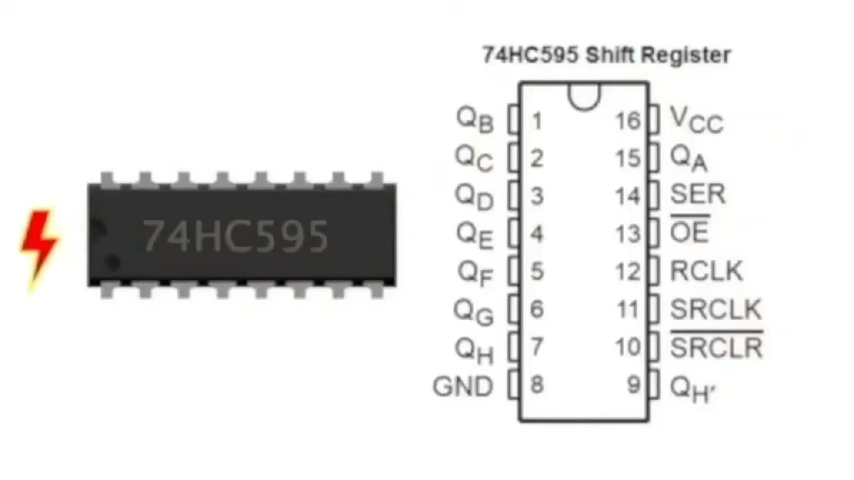 74HC595
74HC595 Shift Register
QB 1 16 VCC
QC 2 15 QA
QD 3 14 SER
QE 4 13 OE
QF 5 12 RCLK
QG 6 11 SRCLK
QH 7 10 SRCLR
GND 8 9 QH'